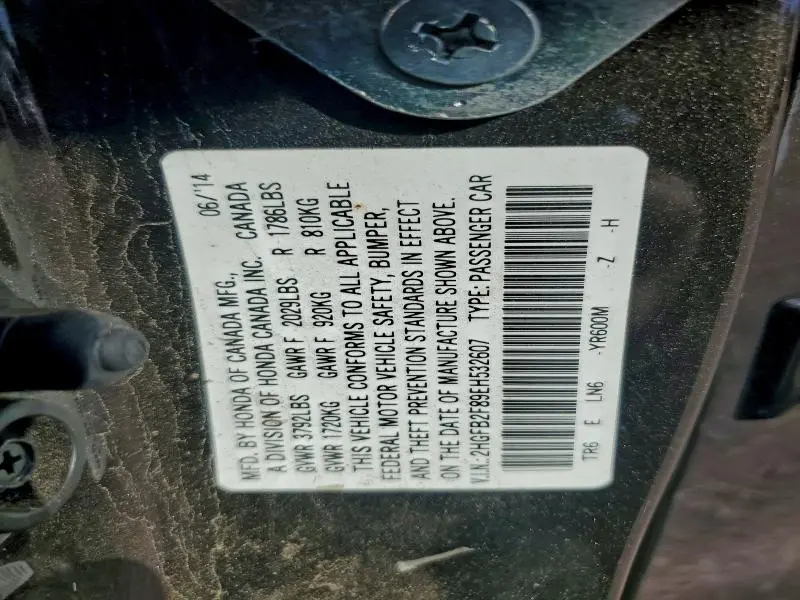 MFD. BY HONDA OF CANADA MFG., 06/'14
A DIVISION OF HONDA CANADA INC. CANADA
GVWR 3792LBS GAWR F 2029LBS R 1786LBS
GVWR 1720KG GAWR F 920KG R 810KG
THIS VEHICLE CONFORMS TO ALL APPLICABLE
FEDERAL MOTOR VEHICLE SAFETY, BUMPER,
AND THEFT PREVENTION STANDARDS IN EFFECT
ON THE DATE OF MANUFACTURE SHOWN ABOVE.
V.I.N.:2HGFB2F89EH532607 TYPE:PASSENGER CAR
TR6 E LN6 -YR600M -Z -H